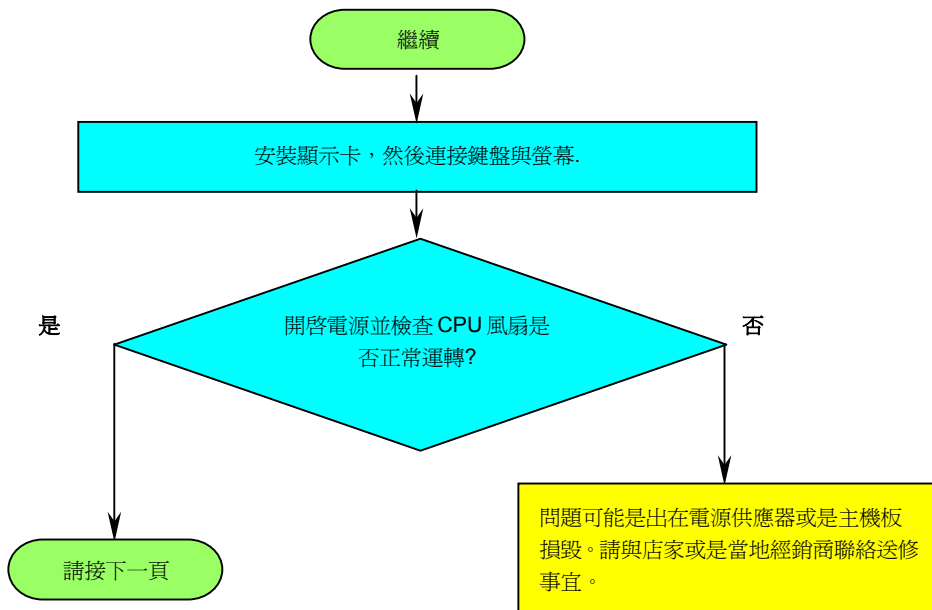 繼續
安裝顯示卡，然後連接鍵盤與螢幕.
是
開啓電源並檢查 CPU 風扇是
否正常運轉?
否
問題可能是出在電源供應器或是主機板
損毀。請與店家或是當地經銷商聯絡送修
事宜。
請接下一頁